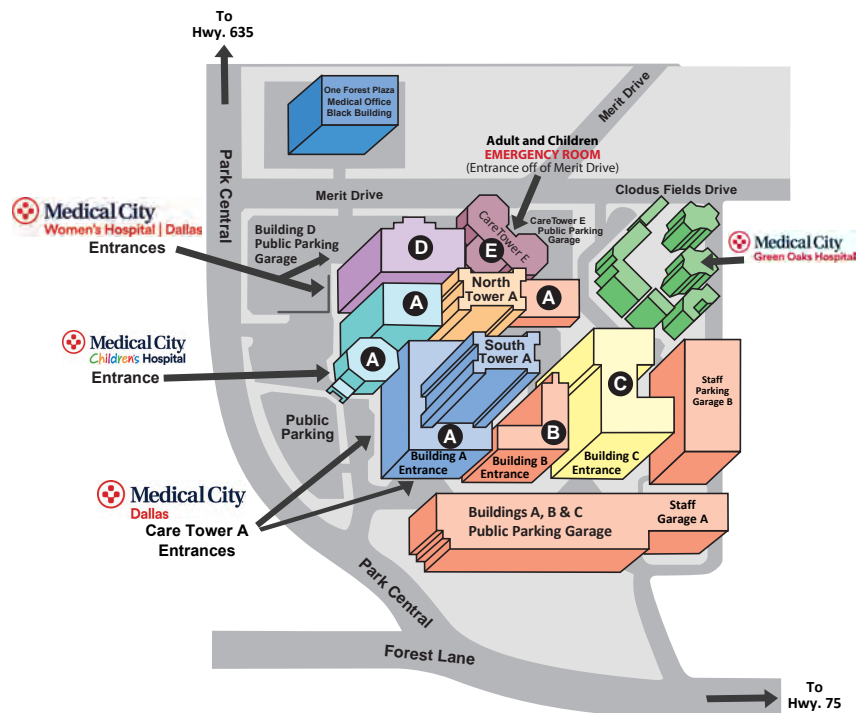 To
Hwy. 635
One Forest Plaza
Medical Office
Black Building
Merit Drive
Park Central
Adult and Children
EMERGENCY ROOM
(Entrance off of Merit Drive)
Merit Drive
Clodus Fields Drive
Medical City
Women's Hospital | Dallas
Entrances
Building D
Public Parking
Garage
D
CareTower E
E
CareTower E
Public Parking
Garage
Medical City
Green Oaks Hospital
A
North
Tower A
A
Medical City
Children's Hospital
Entrance
A
South
Tower A
C
Staff
Parking
Garage B
Public
Parking
A
B
Building A
Entrance
Building B
Entrance
Building C
Entrance
Medical City
Dallas
Care Tower A
Entrances
Buildings A, B & C
Public Parking Garage
Staff
Garage A
Park Central
Forest Lane
To
Hwy. 75